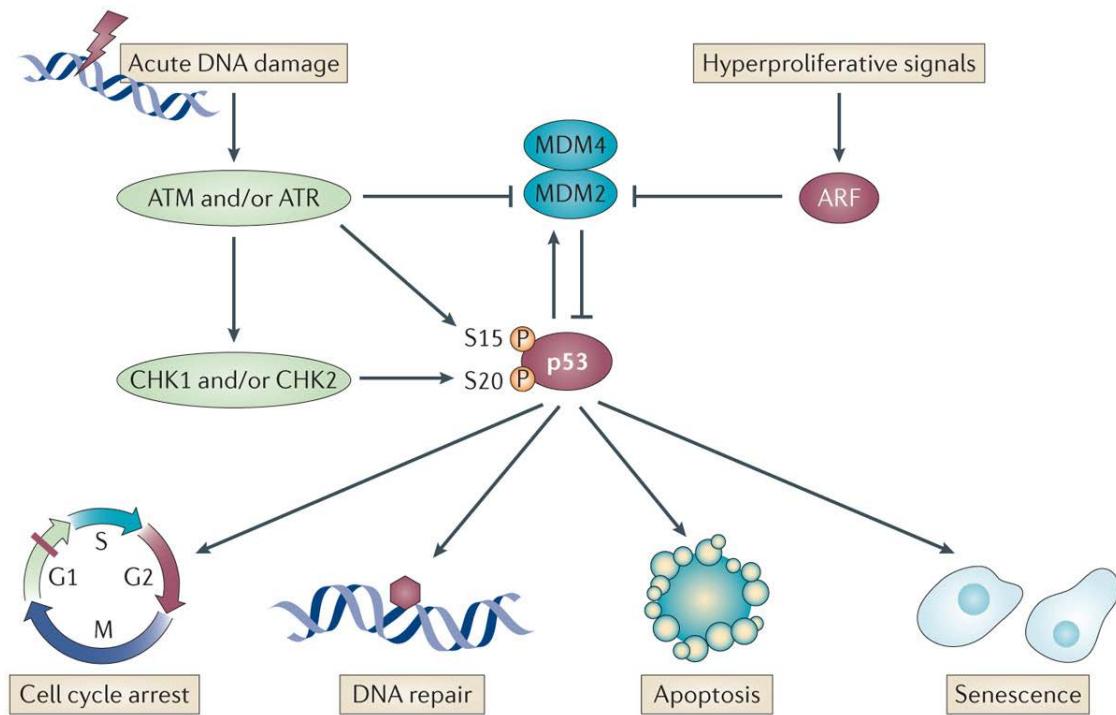 Acute DNA damage
Hyperproliferative signals
MDM4
ATM and/or ATR
MDM2
ARF
S15 P
p53
CHK1 and/or CHK2
S20 P
S
G1
G2
M
Cell cycle arrest
DNA repair
Apoptosis
Senescence